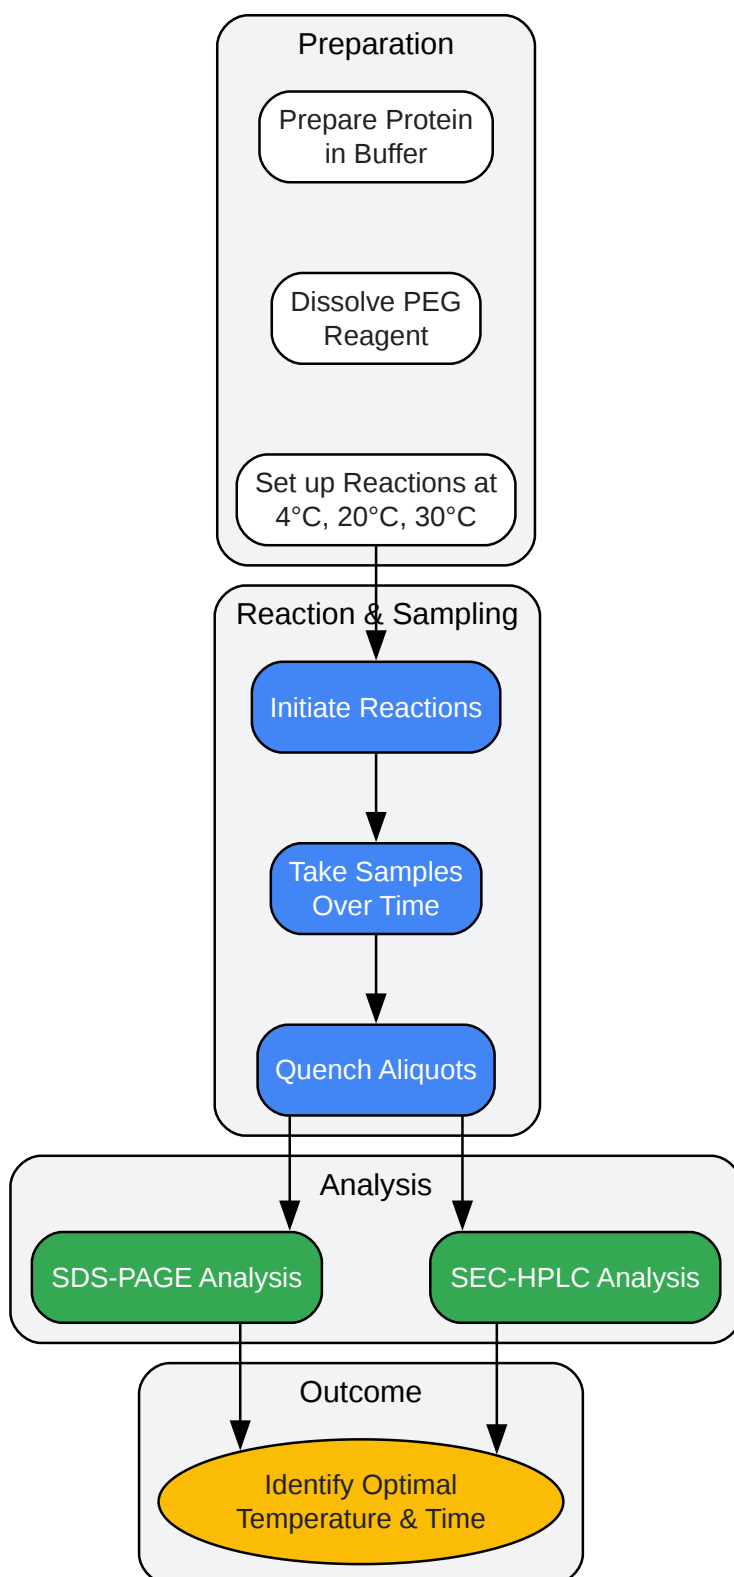 Preparation
Prepare Protein
in Buffer
Dissolve PEG
Reagent
Set up Reactions at
4°C, 20°C, 30°C
Reaction & Sampling
Initiate Reactions
Take Samples
Over Time
Quench Aliquots
Analysis
SDS-PAGE Analysis
SEC-HPLC Analysis
Outcome
Identify Optimal
Temperature & Time